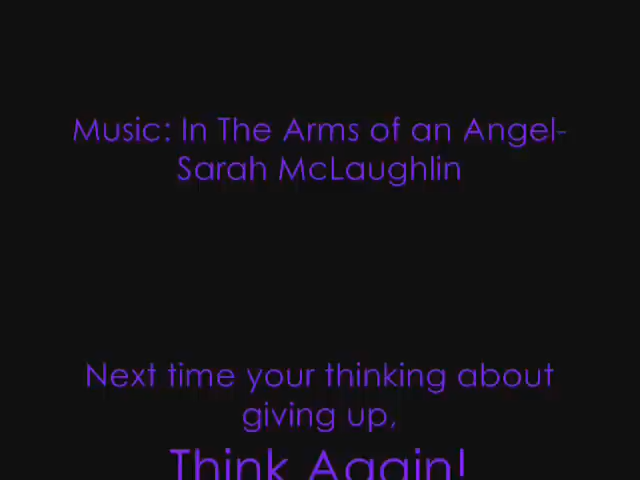 Music: In The Arms of an Angel-
Sarah McLaughlin
Next time your thinking about
giving up,
Think Again!